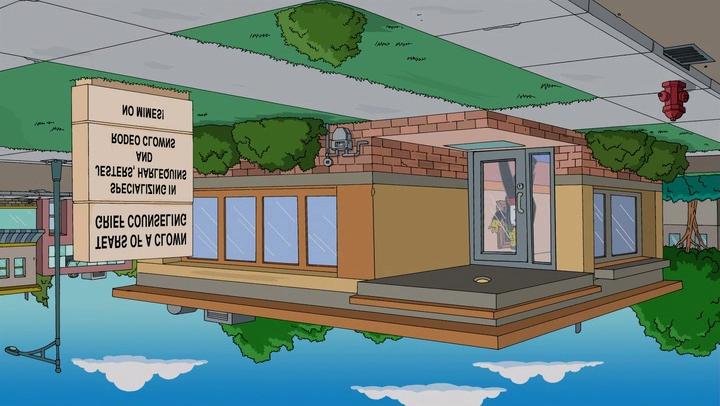 TEARS OF A CLOWN
GRIEF COUNSELING
SPECIALIZING IN
JESTERS, HARLEQUINS
AND
RODEO CLOWNS
NO MIMES!